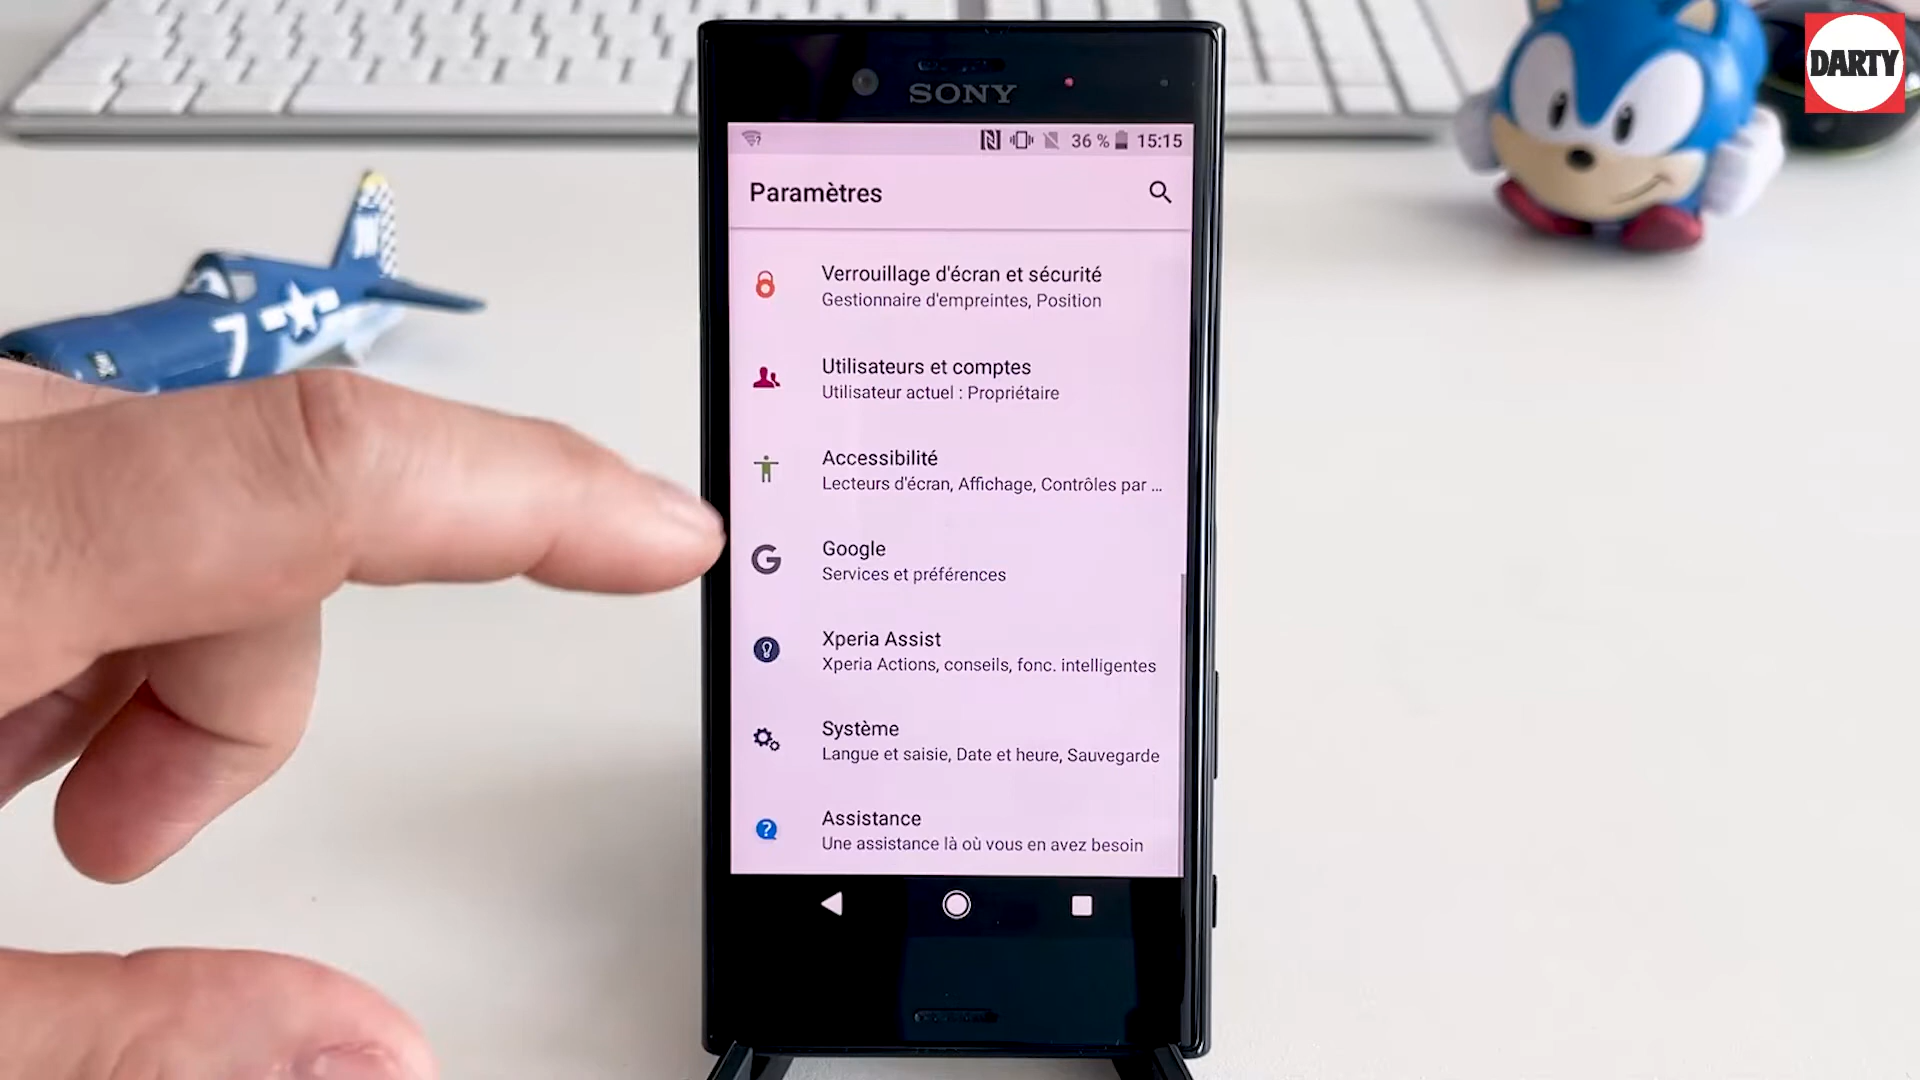 DARTY
SONY
36 % 15:15
Paramètres
Verrouillage d'écran et sécurité
Gestionnaire d'empreintes, Position
Utilisateurs et comptes
Utilisateur actuel : Propriétaire
Accessibilité
Lecteurs d'écran, Affichage, Contrôles par ...
Google
Services et préférences
Xperia Assist
Xperia Actions, conseils, fonc. intelligentes
Système
Langue et saisie, Date et heure, Sauvegarde
Assistance
Une assistance là où vous en avez besoin
7